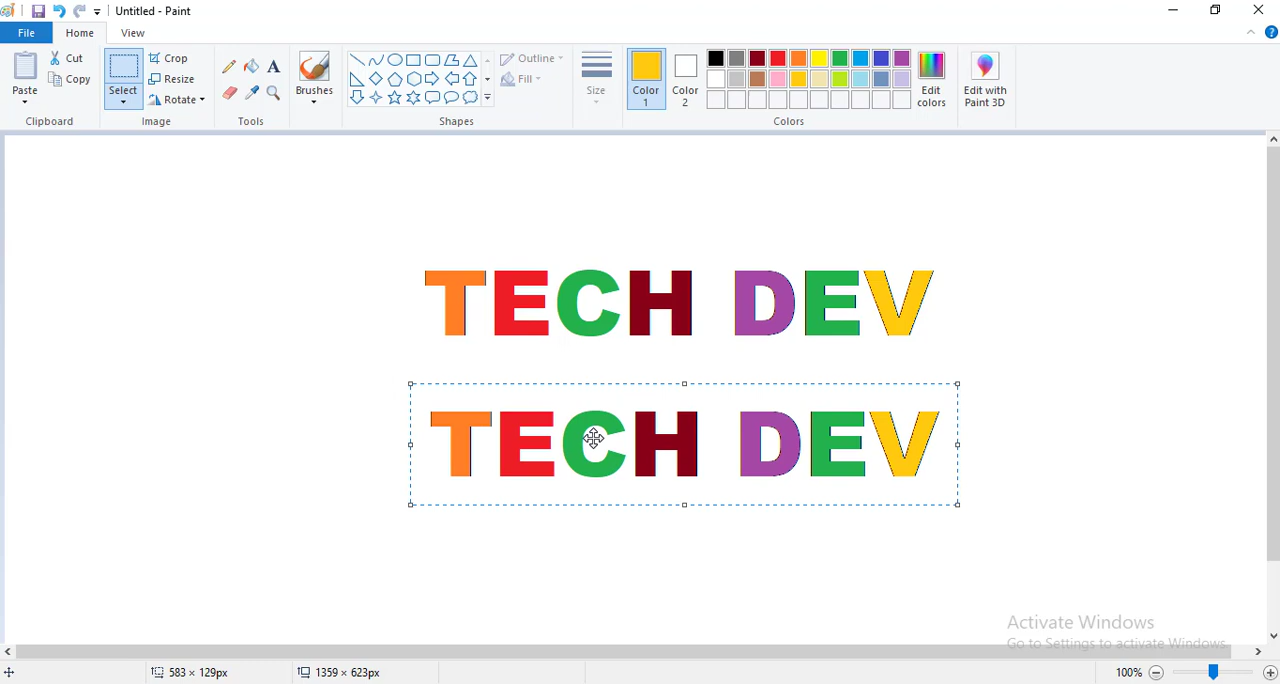 Untitled - Paint
File Home View
Paste
Cut
Copy
Clipboard
Select
Crop
Resize
Rotate
Image
Tools
Brushes
Shapes
Outline
Fill
Size
Color 1
Color 2
Edit colors
Colors
Edit with Paint 3D
TECH DEV
TECH DEV
Activate Windows
Go to Settings to activate Windows.
583 × 129px
1359 × 623px
100%